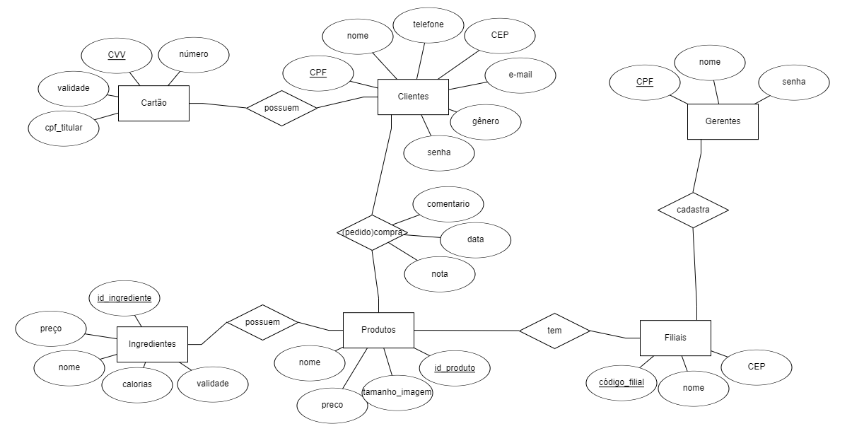 telefone
nome
CEP
CVV
número
e-mail
CPF
validade
Clientes
Cartão
possuem
cpf_titular
gênero
senha
nome
CPF
senha
Gerentes
comentario
cadastra
(pedido)compra
data
nota
id_ingrediente
preço
possuem
Produtos
tem
Filiais
Ingredientes
nome
calorias
validade
nome
id_produto
tamanho_imagem
preco
CEP
código_filial
nome